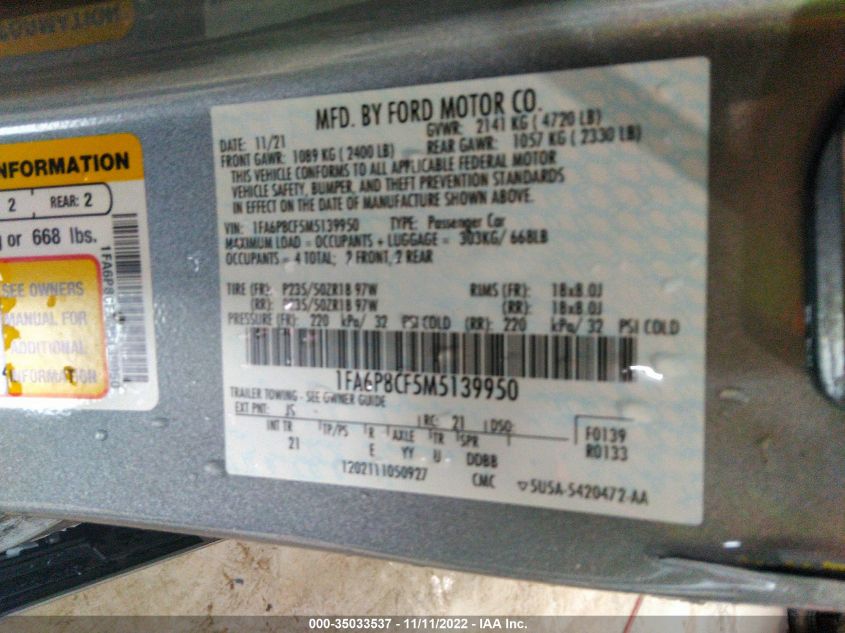 MFD. BY FORD MOTOR CO.
DATE: 11/21 GVWR: 2141 KG ( 4720 LB)
FRONT GAWR: 1089 KG ( 2400 LB) REAR GAWR: 1057 KG ( 2330 LB)
THIS VEHICLE CONFORMS TO ALL APPLICABLE FEDERAL MOTOR
VEHICLE SAFETY, BUMPER, AND THEFT PREVENTION STANDARDS
IN EFFECT ON THE DATE OF MANUFACTURE SHOWN ABOVE.
VIN: 1FA6P8CF5M5139950 TYPE: Passenger Car
MAXIMUM LOAD = OCCUPANTS + LUGGAGE = 303KG/ 668LB
OCCUPANTS = 4 TOTAL; 2 FRONT, 2 REAR
TIRE (FR): P235/50ZR18 97W RIMS (FR): 18x8.0J
(RR): P235/50ZR18 97W (RR): 18x8.0J
PRESSURE (FR): 220 kPa/ 32 PSI COLD (RR): 220 kPa/ 32 PSI COLD
1FA6P8CF5M5139950
TRAILER TOWING - SEE OWNER GUIDE
EXT PNT: JS RC: 21 DSO:
INT TR TP/PS R AXLE TR SPR F0139
21 E YY U DDBB R0133
T202111050927 CMC 5U5A-5420472-AA
INFORMATION
2 REAR: 2
or 668 lbs.
SEE OWNERS
MANUAL FOR
ADDITIONAL
INFORMATION
000-35033537 - 11/11/2022 - IAA Inc.